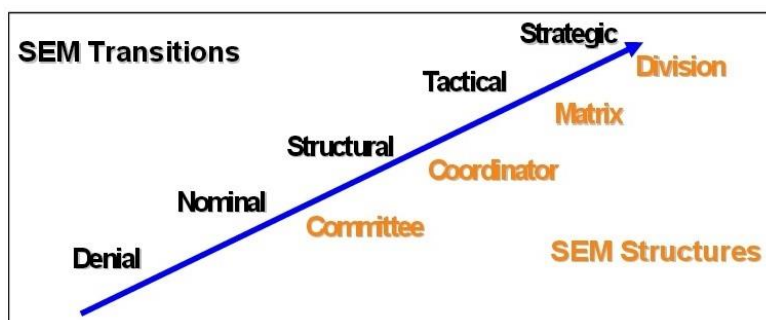 Strategic
SEM Transitions
Division
Tactical
Matrix
Structural
Coordinator
Nominal
Committee
SEM Structures
Denial